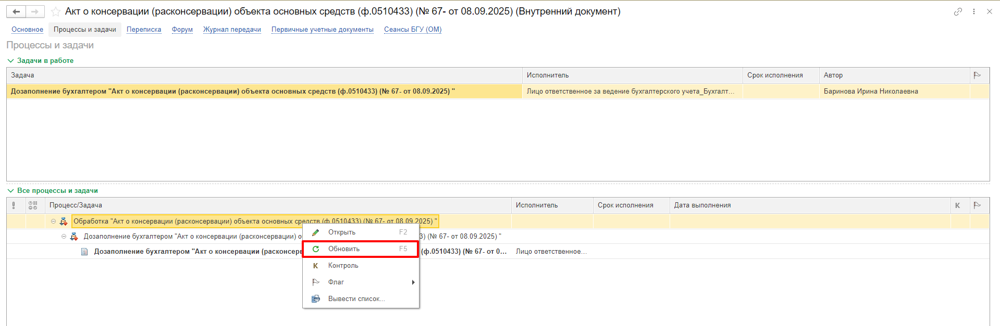 Акт о консервации (расконсервации) объекта основных средств (ф.0510433) (№ 67- от 08.09.2025) (Внутренний документ)
Основное Процессы и задачи Переписка Форум Журнал передачи Первичные учетные документы Сеансы БГУ (ОМ)
Процессы и задачи
Задачи в работе
Задача Исполнитель Срок исполнения Автор
Дозаполнение бухгалтером "Акт о консервации (расконсервации) объекта основных средств (ф.0510433) (№ 67- от 08.09.2025) " Лицо ответственное за ведение бухгалтерского учета_Бухгалт... Баринова Ирина Николаевна
Все процессы и задачи
Процесс/Задача Исполнитель Срок исполнения Дата выполнения К
Обработка "Акт о консервации (расконсервации) объекта основных средств (ф.0510433) (№ 67- от 08.09.2025) "
Дозаполнение бухгалтером "Акт о консервации (расконсервации) о 3) (№ 67- от 08.09.2025) "
Дозаполнение бухгалтером "Акт о консервации (расконсер (ф.0510433) (№ 67- от 0... Лицо ответственное...
Открыть F2
Обновить F5
К Контроль
Флаг
Вывести список...